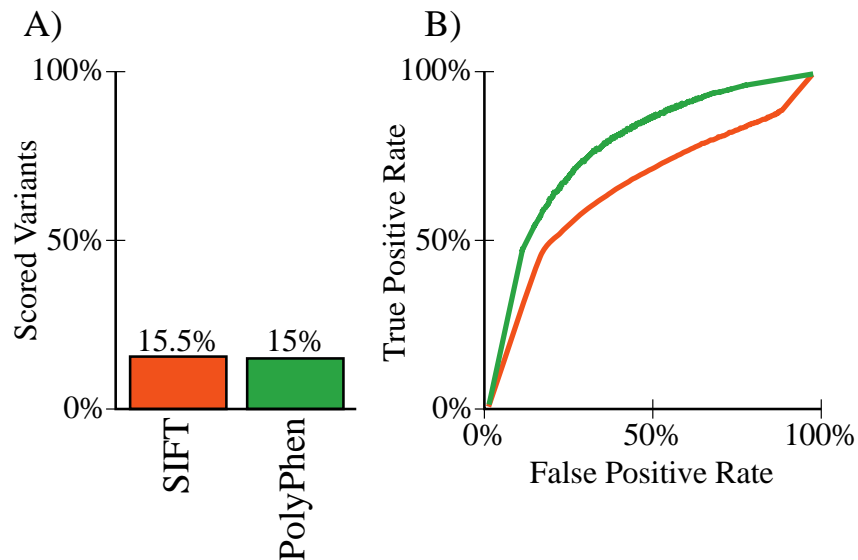 A)
100%
50%
0%
Scored Variants
15.5%
15%
SIFT
PolyPhen
B)
100%
50%
0%
True Positive Rate
0%
50%
100%
False Positive Rate